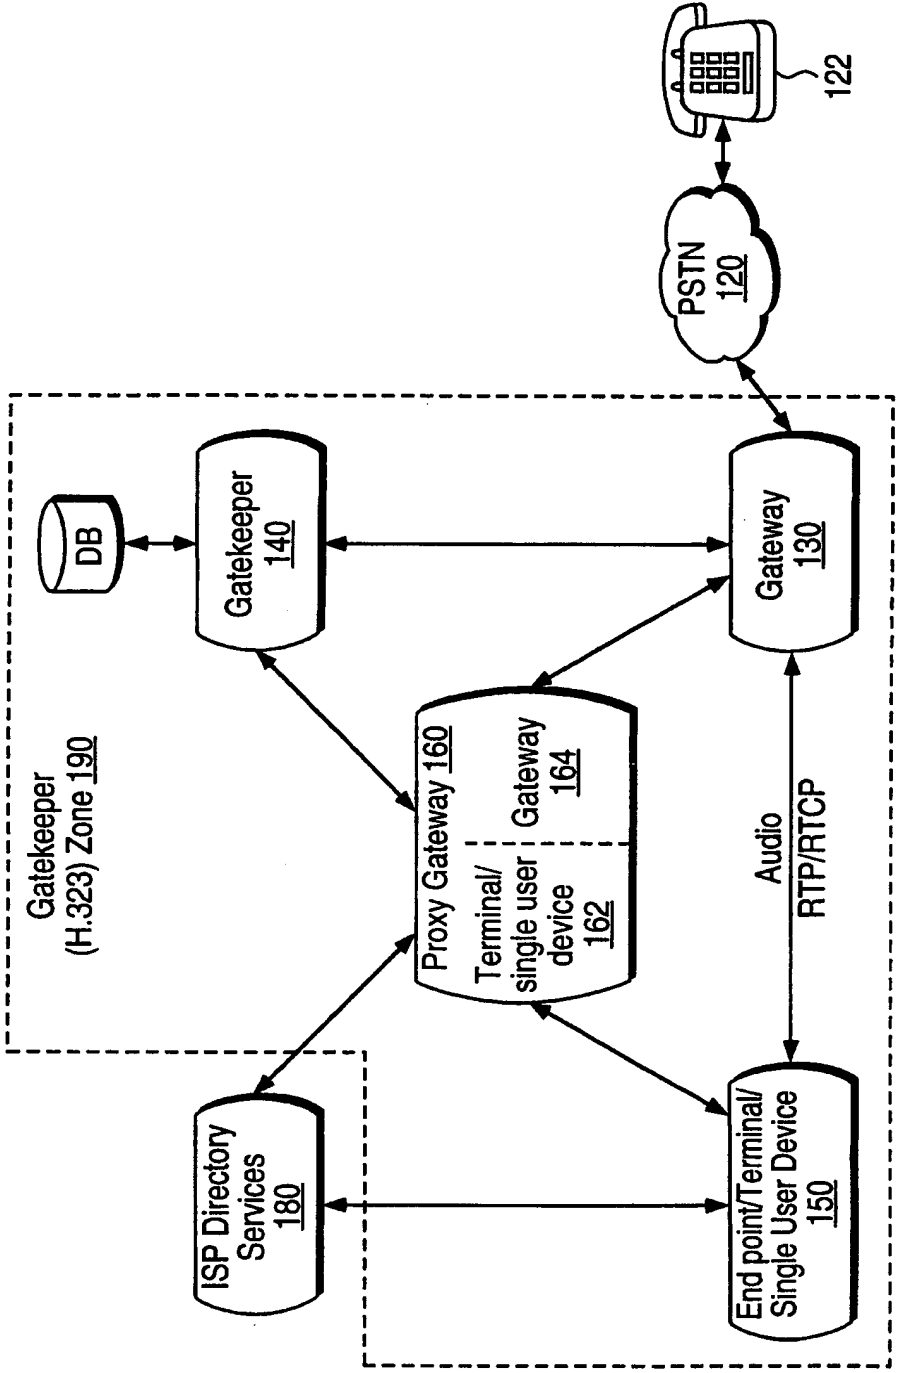 Gatekeeper
(H.323) Zone 190
DB
ISP Directory
Services
180
Gatekeeper
140
Proxy Gateway 160
Terminal/
single user
device
162
Gateway
164
PSTN
120
122
End point/Terminal/
Single User Device
150
Audio
RTP/RTCP
Gateway
130